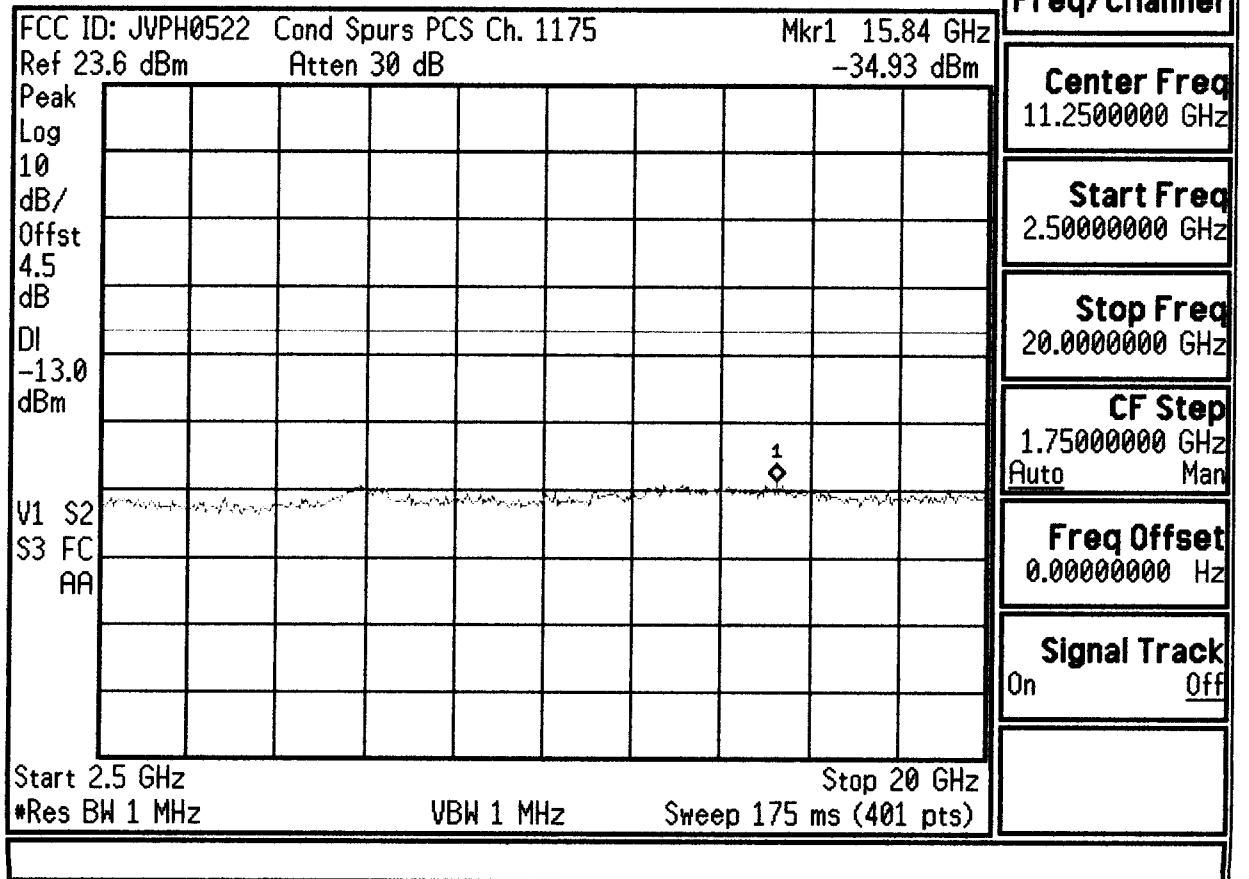 FCC ID: JVPH0522 Cond Spurs PCS Ch. 1175 Mkr1 15.84 GHz
Ref 23.6 dBm Atten 30 dB -34.93 dBm
Peak
Log
10
dB/
Offst
4.5
dB
DI
-13.0
dBm
1
V1 S2
S3 FC
AA
Start 2.5 GHz Stop 20 GHz
*Res BW 1 MHz VBW 1 MHz Sweep 175 ms (401 pts)
Freq/Channel
Center Freq
11.2500000 GHz
Start Freq
2.50000000 GHz
Stop Freq
20.0000000 GHz
CF Step
1.75000000 GHz
Auto Man
Freq Offset
0.00000000 Hz
Signal Track
On Off